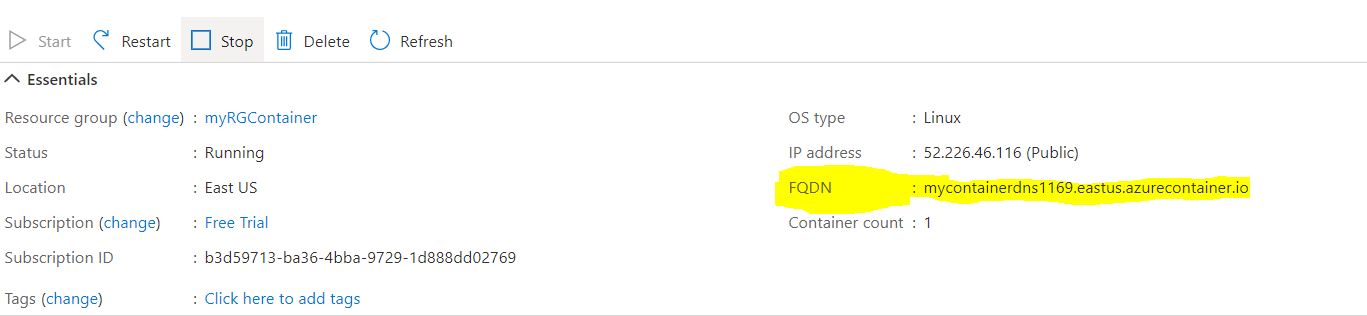 Start Restart Stop Delete Refresh
Essentials
Resource group (change) : myRGContainer
Status : Running
Location : East US
Subscription (change) : Free Trial
Subscription ID : b3d59713-ba36-4bba-9729-1d888dd02769
Tags (change) : Click here to add tags
OS type : Linux
IP address : 52.226.46.116 (Public)
FQDN : mycontainerdns1169.eastus.azurecontainer.io
Container count : 1